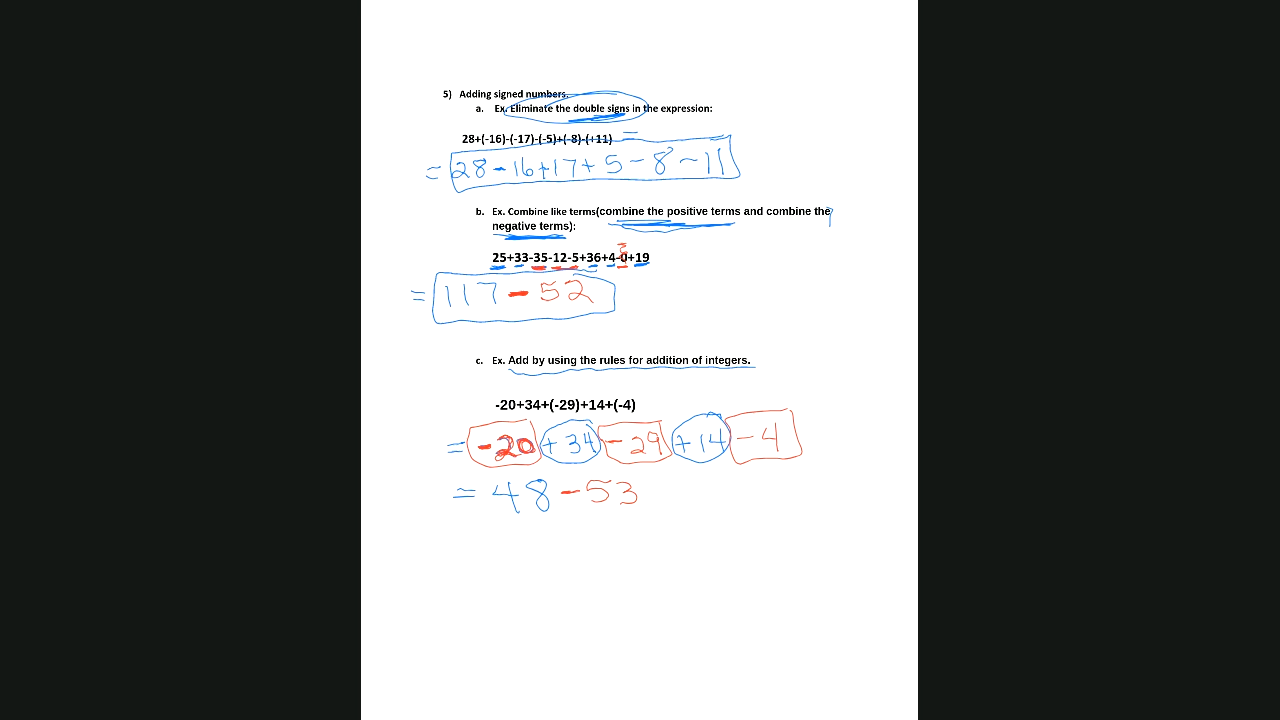 5) Adding signed numbers.
a. Ex. Eliminate the double signs in the expression:
28+(-16)-(-17)-(-5)+(-8)-(+11) =
= 28 - 16 + 17 + 5 - 8 - 11
b. Ex. Combine like terms(combine the positive terms and combine the
negative terms):
25+33-35-12-5+36+4-0+19
= 117 - 52
c. Ex. Add by using the rules for addition of integers.
-20+34+(-29)+14+(-4)
= -20 + 34 - 29 + 14 - 4
= 48 - 53